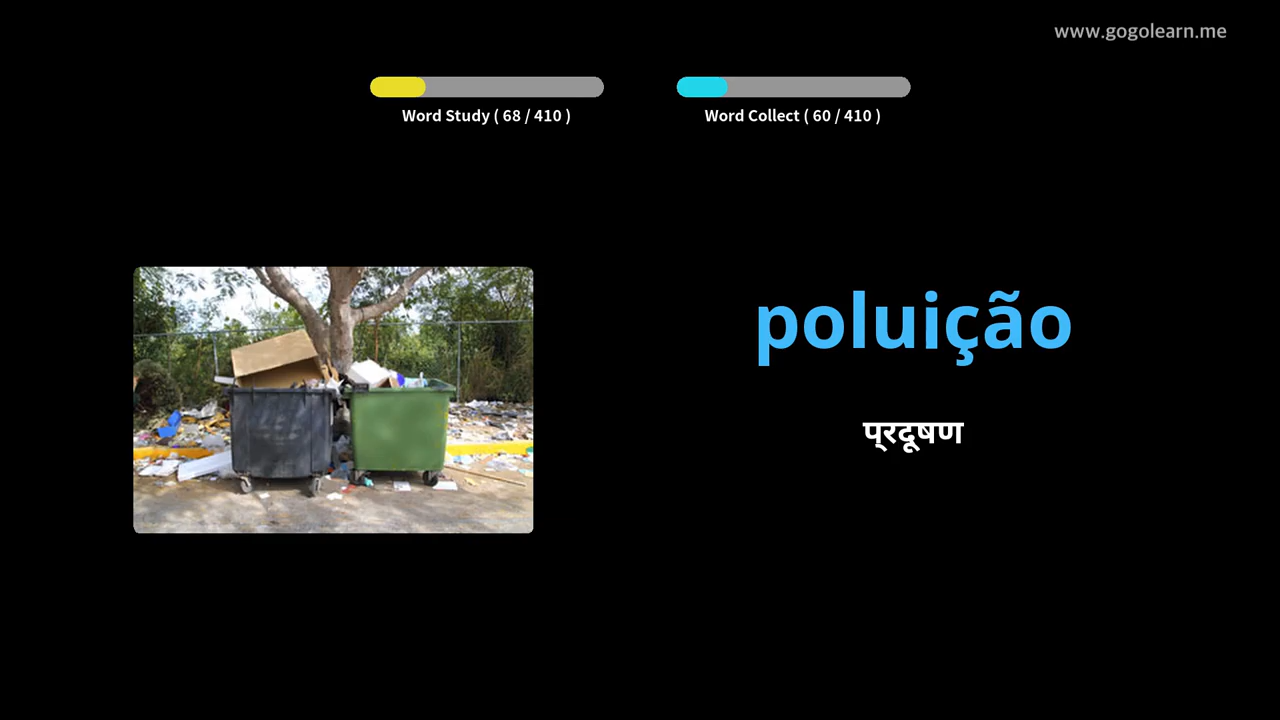 www.gogolearn.me
Word Study ( 68 / 410 )
Word Collect ( 60 / 410 )
poluição
प्रदूषण